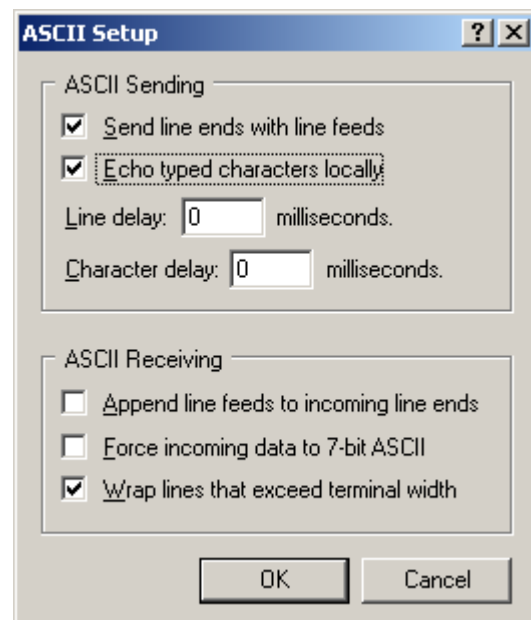 ASCII Setup
ASCII Sending
Send line ends with line feeds
Echo typed characters locally
Line delay: 0 milliseconds.
Character delay: 0 milliseconds.
ASCII Receiving
Append line feeds to incoming line ends
Force incoming data to 7-bit ASCII
Wrap lines that exceed terminal width
OK Cancel